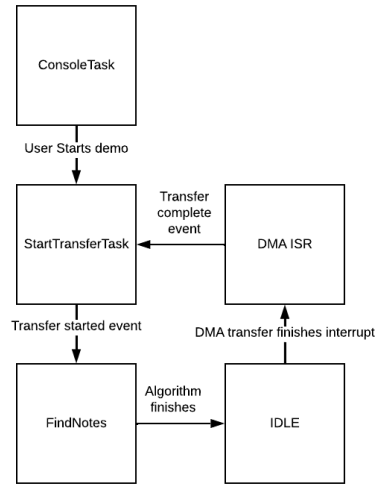 ConsoleTask
User Starts demo
StartTransferTask
Transfer
complete
event
DMA ISR
Transfer started event
DMA transfer finishes interrupt
FindNotes
Algorithm
finishes
IDLE